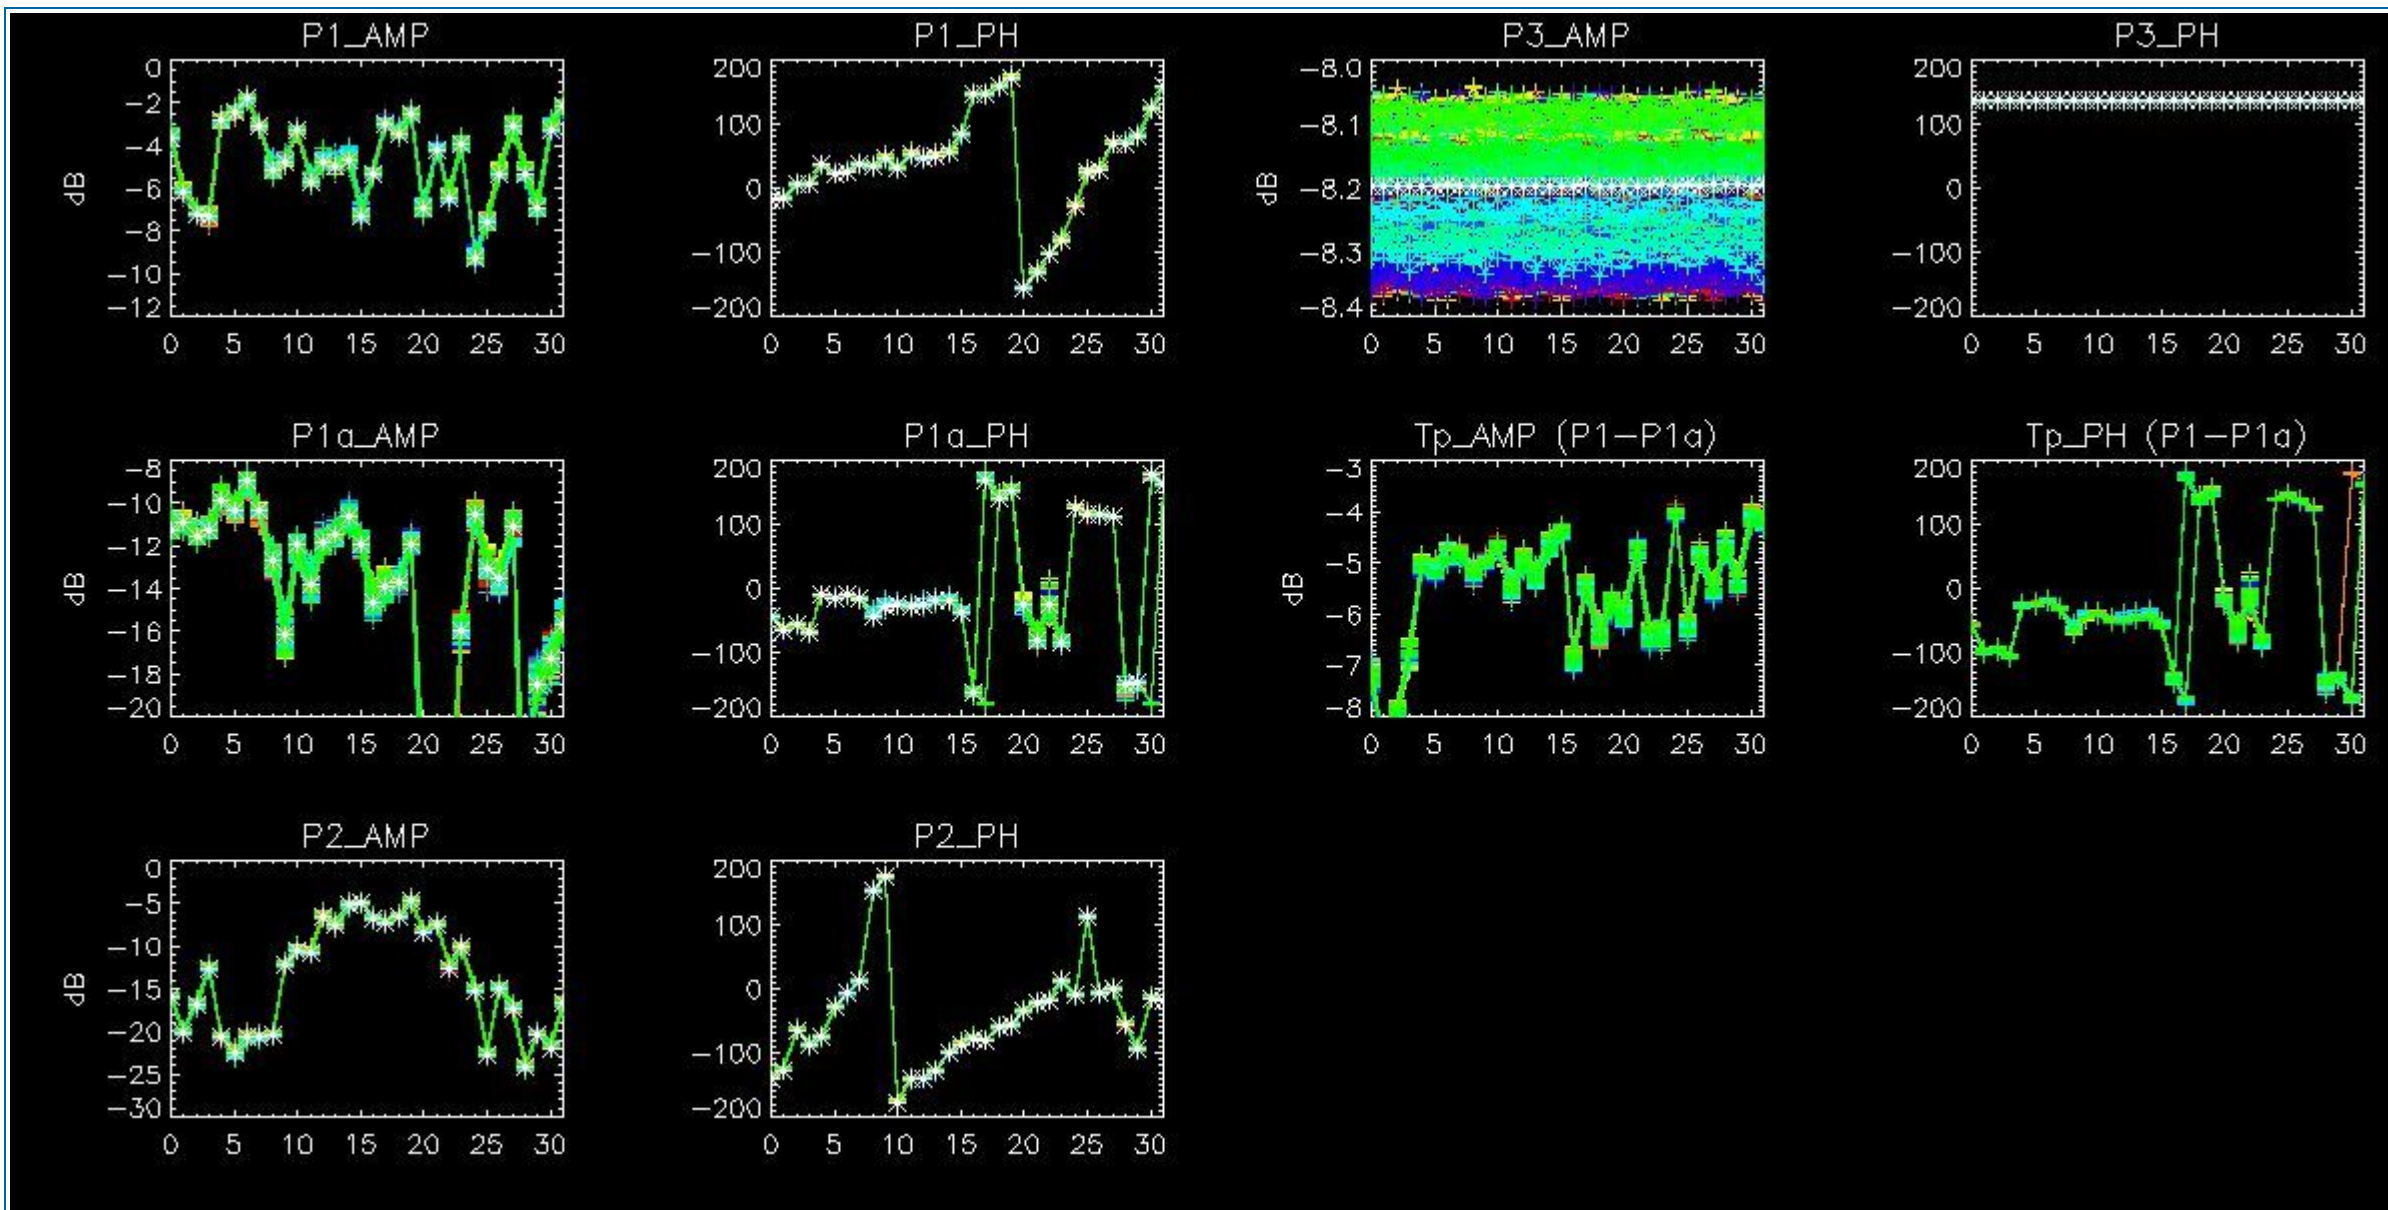 P1_AMP
0
−2
−4
−6
−8
−10
−12
dB
0 5 10 15 20 25 30
P1_PH
200
100
0
−100
−200
0 5 10 15 20 25 30
P3_AMP
−8.0
−8.1
−8.2
−8.3
−8.4
dB
0 5 10 15 20 25 30
P3_PH
200
100
0
−100
−200
0 5 10 15 20 25 30
P1a_AMP
−8
−10
−12
−14
−16
−18
−20
dB
0 5 10 15 20 25 30
P1a_PH
200
100
0
−100
−200
0 5 10 15 20 25 30
Tp_AMP (P1−P1a)
−3
−4
−5
−6
−7
−8
dB
0 5 10 15 20 25 30
Tp_PH (P1−P1a)
200
100
0
−100
−200
0 5 10 15 20 25 30
P2_AMP
0
−5
−10
−15
−20
−25
−30
dB
0 5 10 15 20 25 30
P2_PH
200
100
0
−100
−200
0 5 10 15 20 25 30